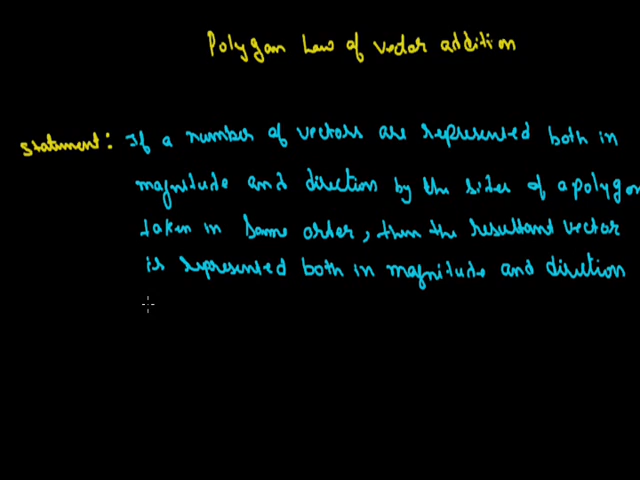 Polygon Law of vector addition
Statement: If a number of vectors are represented both in
magnitude and direction by the sides of a polygon
taken in same order, then the resultant vector
is represented both in magnitude and direction